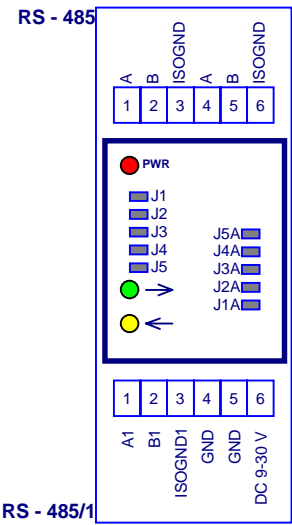 RS - 485
A B ISOGND A B ISOGND
1 2 3 4 5 6
PWR
J1
J2
J3
J4
J5
J5A
J4A
J3A
J2A
J1A
1 2 3 4 5 6
A1 B1 ISOGND1 GND GND DC 9-30 V
RS - 485/1